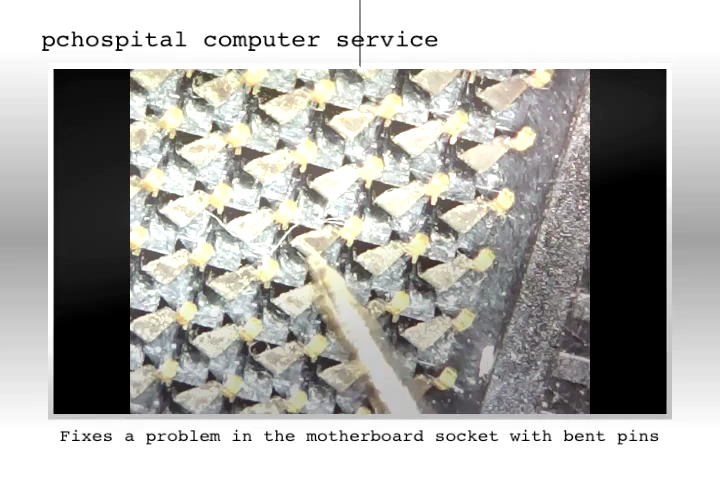 pchospital computer service
Fixes a problem in the motherboard socket with bent pins